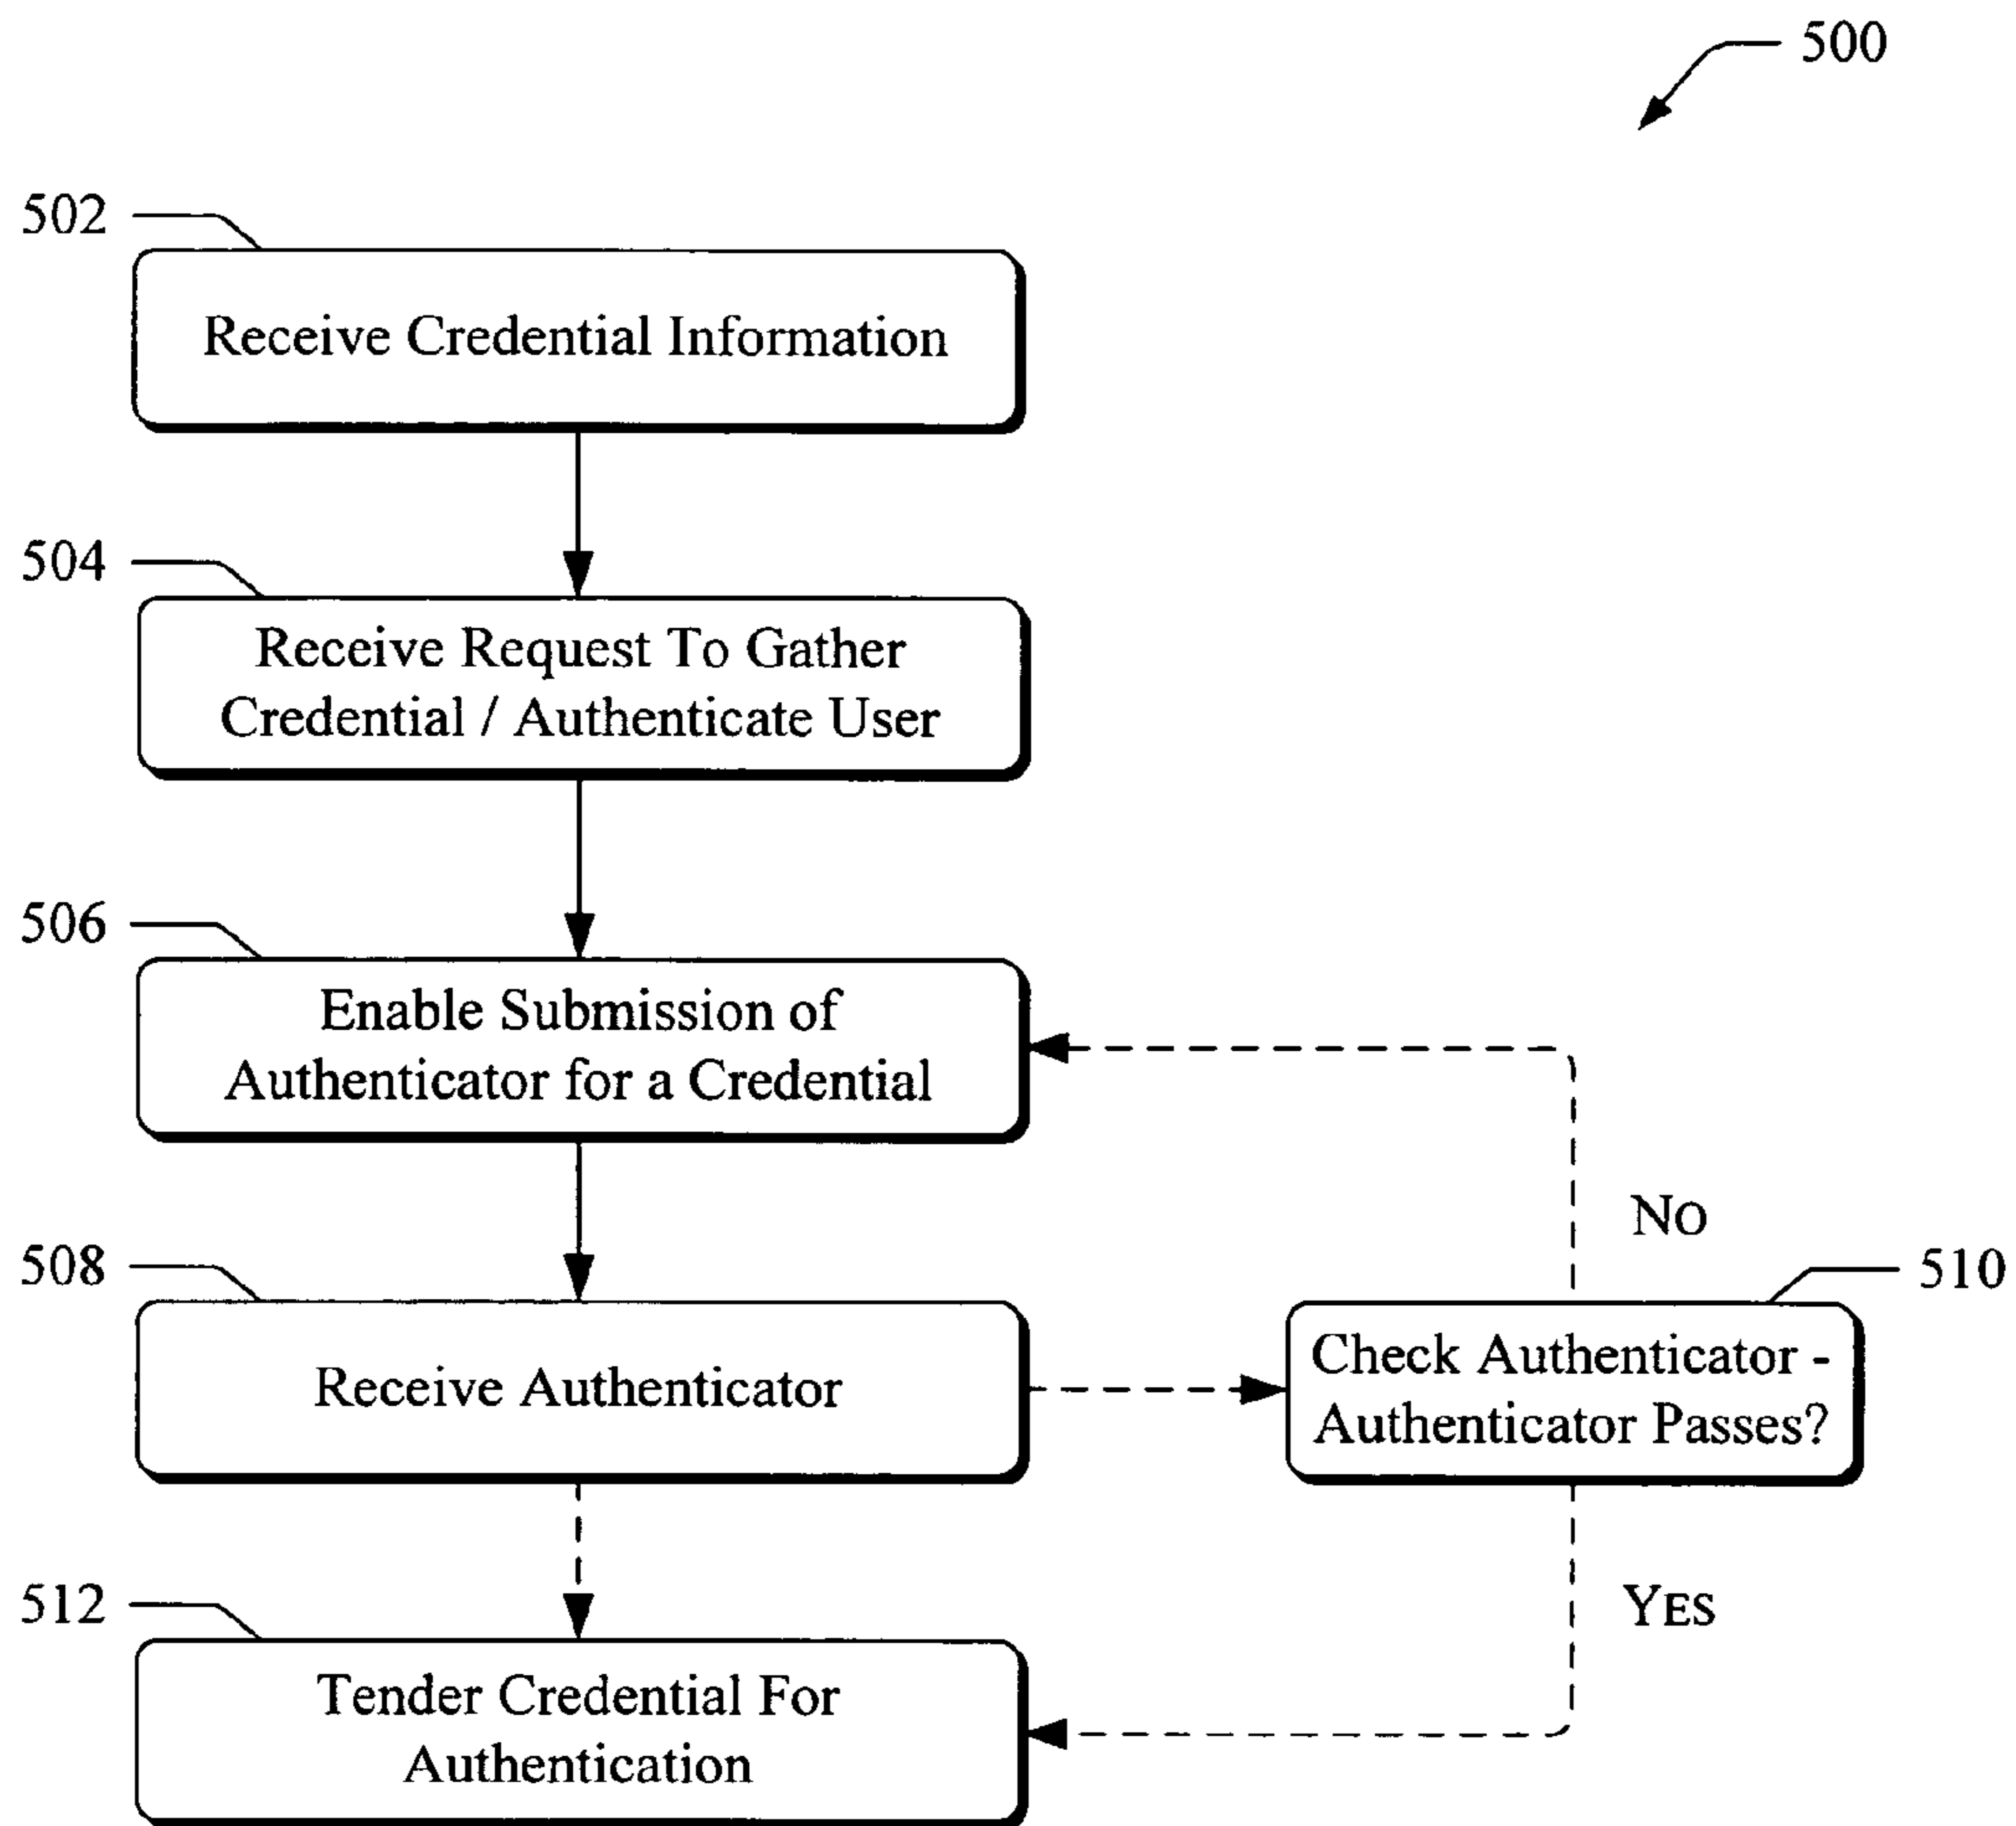 500
502
Receive Credential Information
504
Receive Request To Gather
Credential / Authenticate User
506
Enable Submission of
Authenticator for a Credential
NO
508
510
Receive Authenticator
Check Authenticator -
Authenticator Passes?
YES
512
Tender Credential For
Authentication